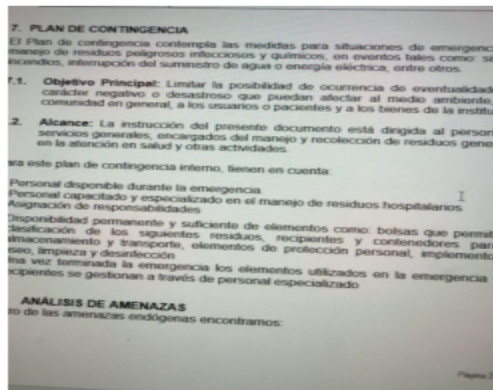 7. PLAN DE CONTINGENCIA
El Plan de contingencia contempla las medidas para situaciones de emergenc
manejo de residuos peligrosos infecciosos y químicos, en eventos tales como: si
incendios, interrupción del suministro de agua o energía eléctrica, entre otros.
7.1. Objetivo Principal: Limitar la posibilidad de ocurrencia de eventualidad
carácter negativo o desastroso que puedan afectar al medio ambiente,
comunidad en general, a los usuarios o pacientes y a los bienes de la institu
.2. Alcance: La instrucción del presente documento está dirigida al person
servicios generales, encargados del manejo y recolección de residuos gene
en la atención en salud y otras actividades.
ara este plan de contingencia interno, tienen en cuenta:
Personal disponible durante la emergencia
Personal capacitado y especializado en el manejo de residuos hospitalarios
Asignación de responsabilidades
Disponibilidad permanente y suficiente de elementos como: bolsas que permit
clasificación de los siguientes residuos, recipientes y contenedores para
almacenamiento y transporte, elementos de protección personal, implemento
aseo, limpieza y desinfección
Una vez terminada la emergencia los elementos utilizados en la emergencia
recipientes se gestionan a través de personal especializado
ANÁLISIS DE AMENAZAS
ro de las amenazas endógenas encontramos:
Página 2